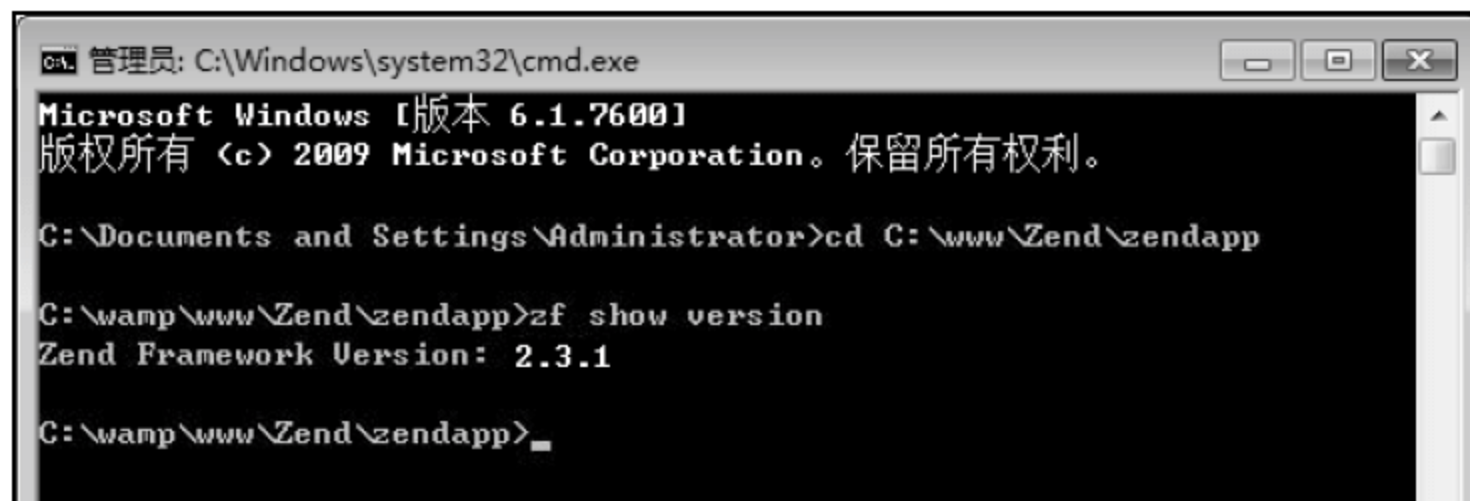 管理员: C:\Windows\system32\cmd.exe
Microsoft Windows [版本 6.1.7600]
版权所有 (c) 2009 Microsoft Corporation。保留所有权利。
C:\Documents and Settings\Administrator>cd C:\www\Zend\zendapp
C:\wamp\www\Zend\zendapp>zf show version
Zend Framework Version: 2.3.1
C:\wamp\www\Zend\zendapp>_